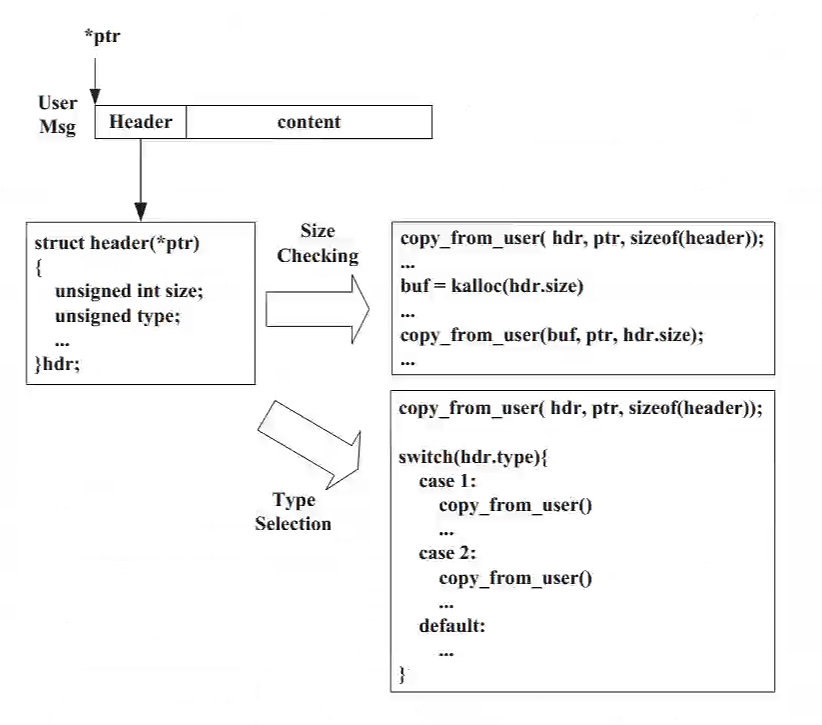 *ptr
User
Msg
Header
content
struct header(*ptr)
{
unsigned int size;
unsigned type;
...
}hdr;
Size
Checking
copy_from_user( hdr, ptr, sizeof(header));
...
buf = kalloc(hdr.size)
...
copy_from_user(buf, ptr, hdr.size);
...
Type
Selection
copy_from_user( hdr, ptr, sizeof(header));
switch(hdr.type){
case 1:
copy_from_user()
...
case 2:
copy_from_user()
...
default:
...
}